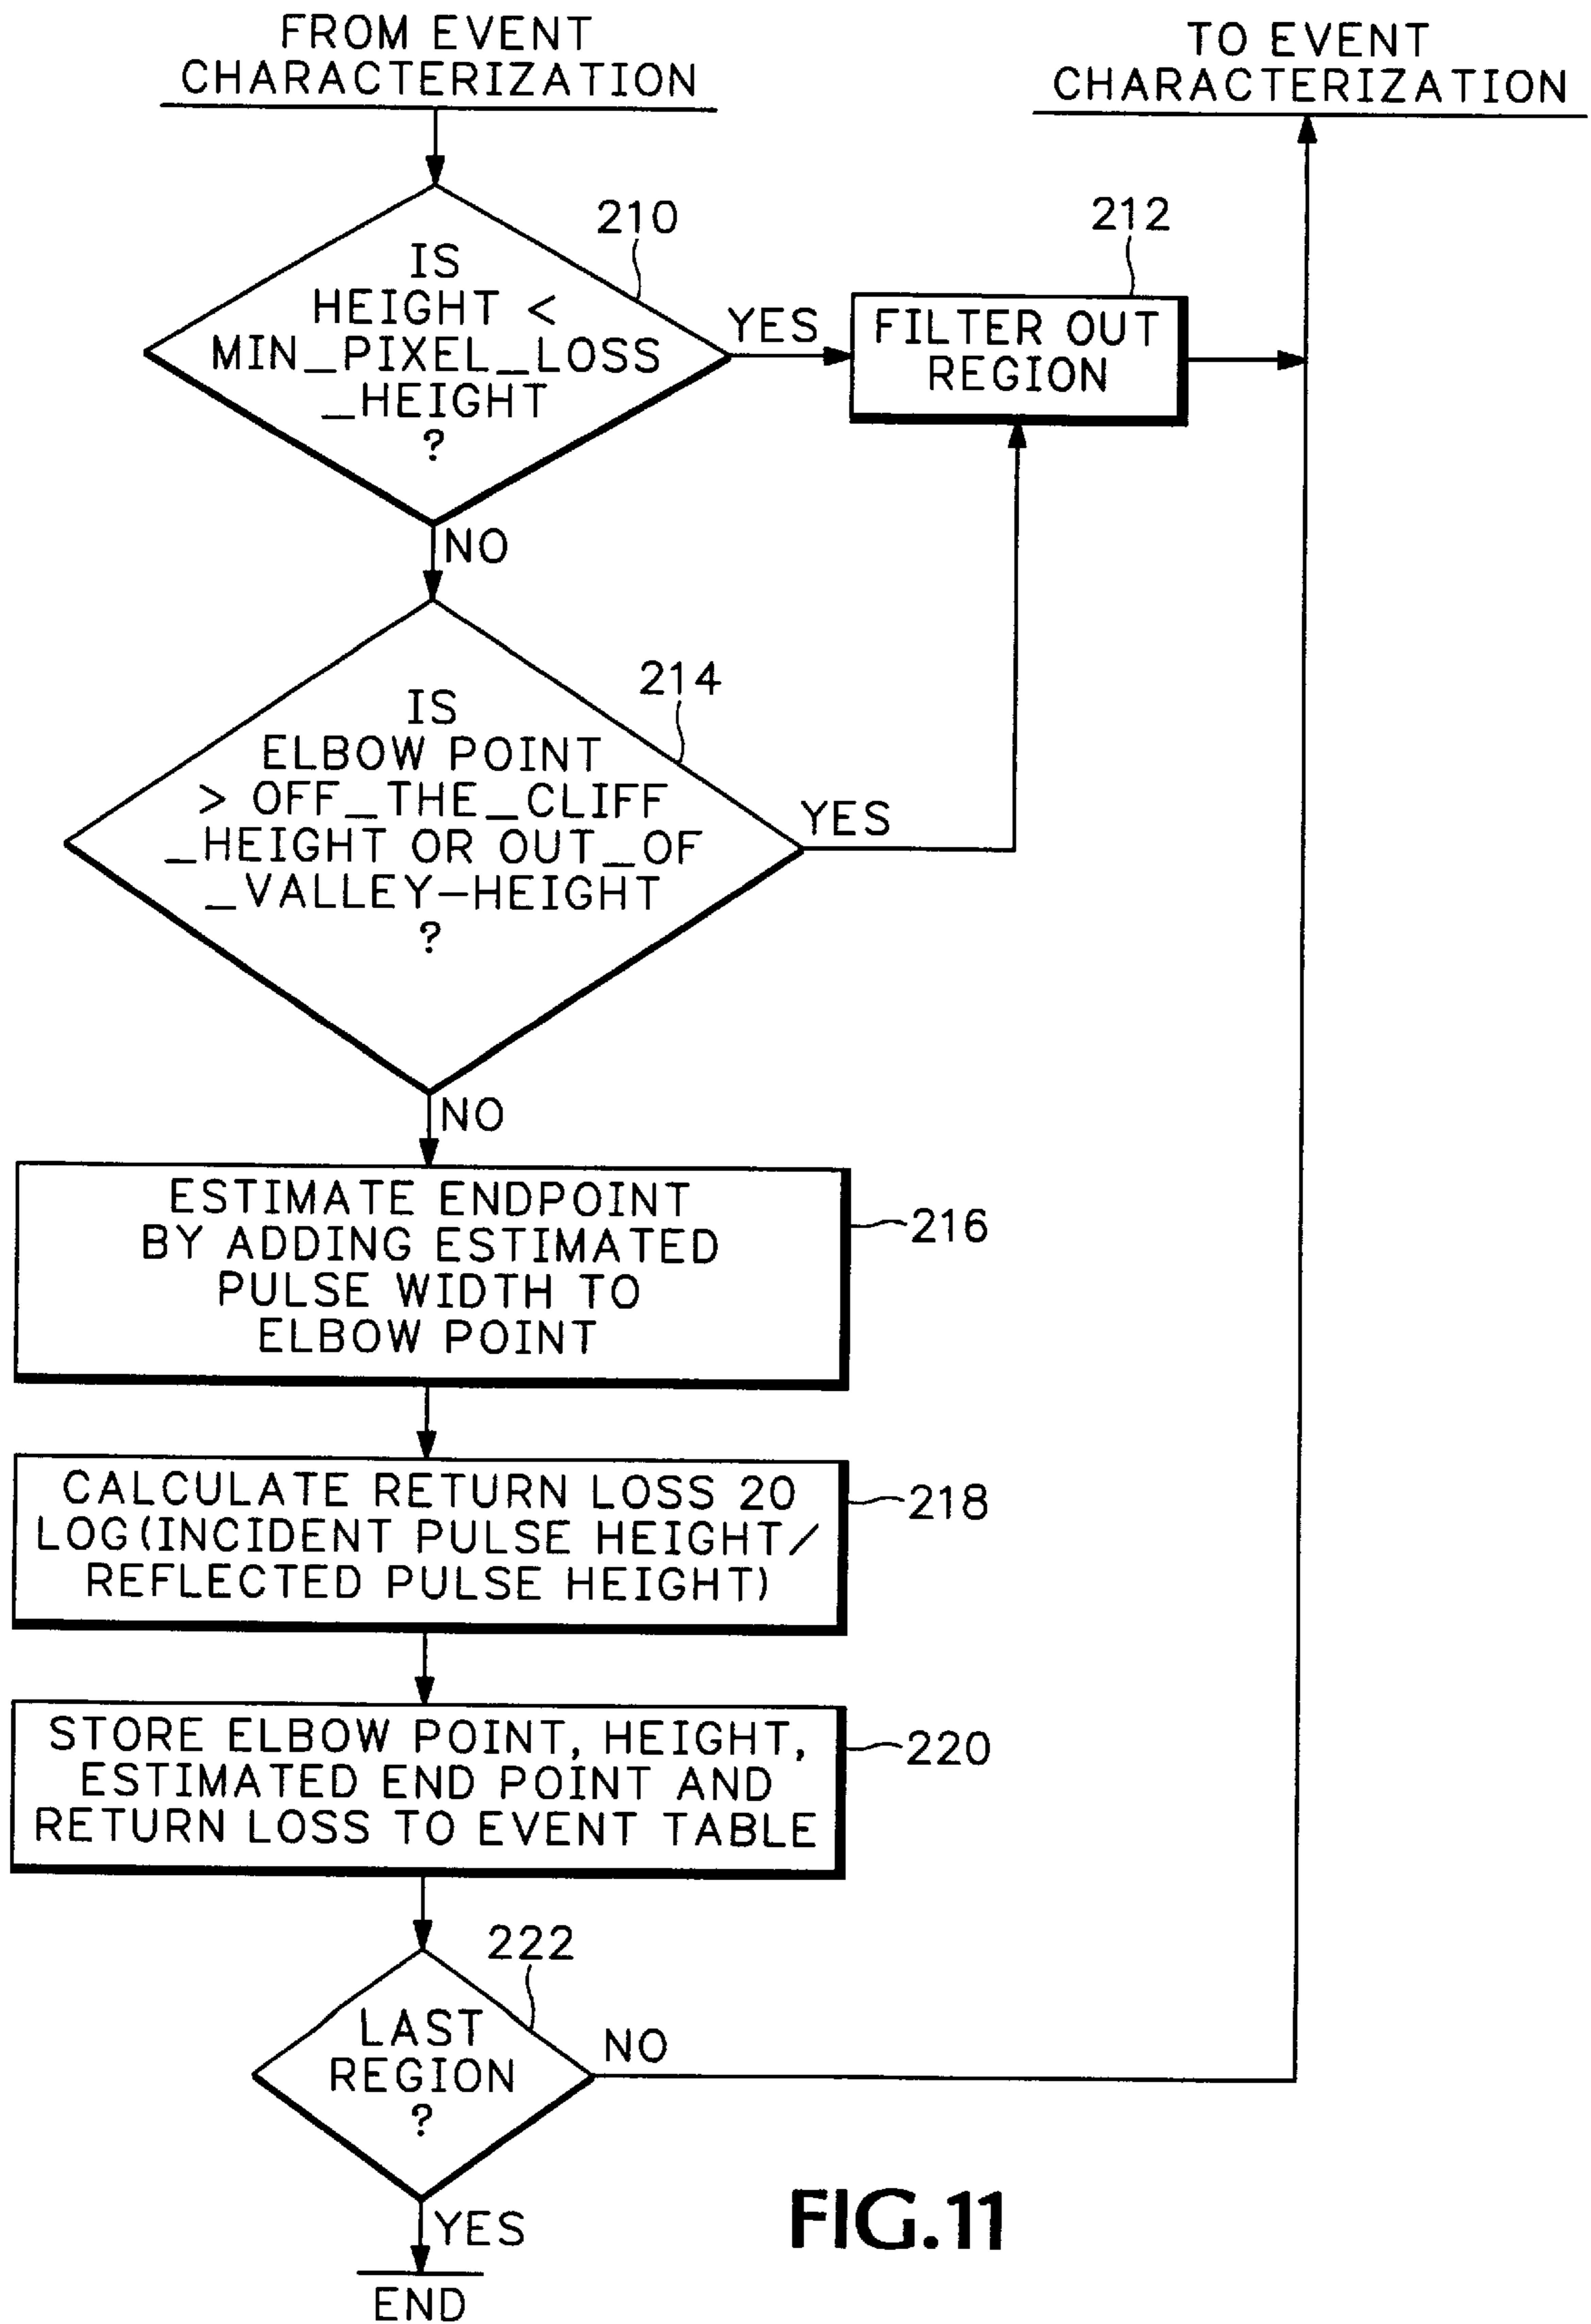 FROM EVENT
CHARACTERIZATION
TO EVENT
CHARACTERIZATION
210
IS
HEIGHT <
MIN_PIXEL_LOSS
_HEIGHT
?
YES
212
FILTER OUT
REGION
NO
214
IS
ELBOW POINT
> OFF_THE_CLIFF
_HEIGHT OR OUT_OF
_VALLEY-HEIGHT
?
YES
NO
ESTIMATE ENDPOINT
BY ADDING ESTIMATED
PULSE WIDTH TO
ELBOW POINT
216
CALCULATE RETURN LOSS 20
LOG(INCIDENT PULSE HEIGHT/
REFLECTED PULSE HEIGHT)
218
STORE ELBOW POINT, HEIGHT,
ESTIMATED END POINT AND
RETURN LOSS TO EVENT TABLE
220
222
LAST
REGION
?
NO
YES
END
FIG.11